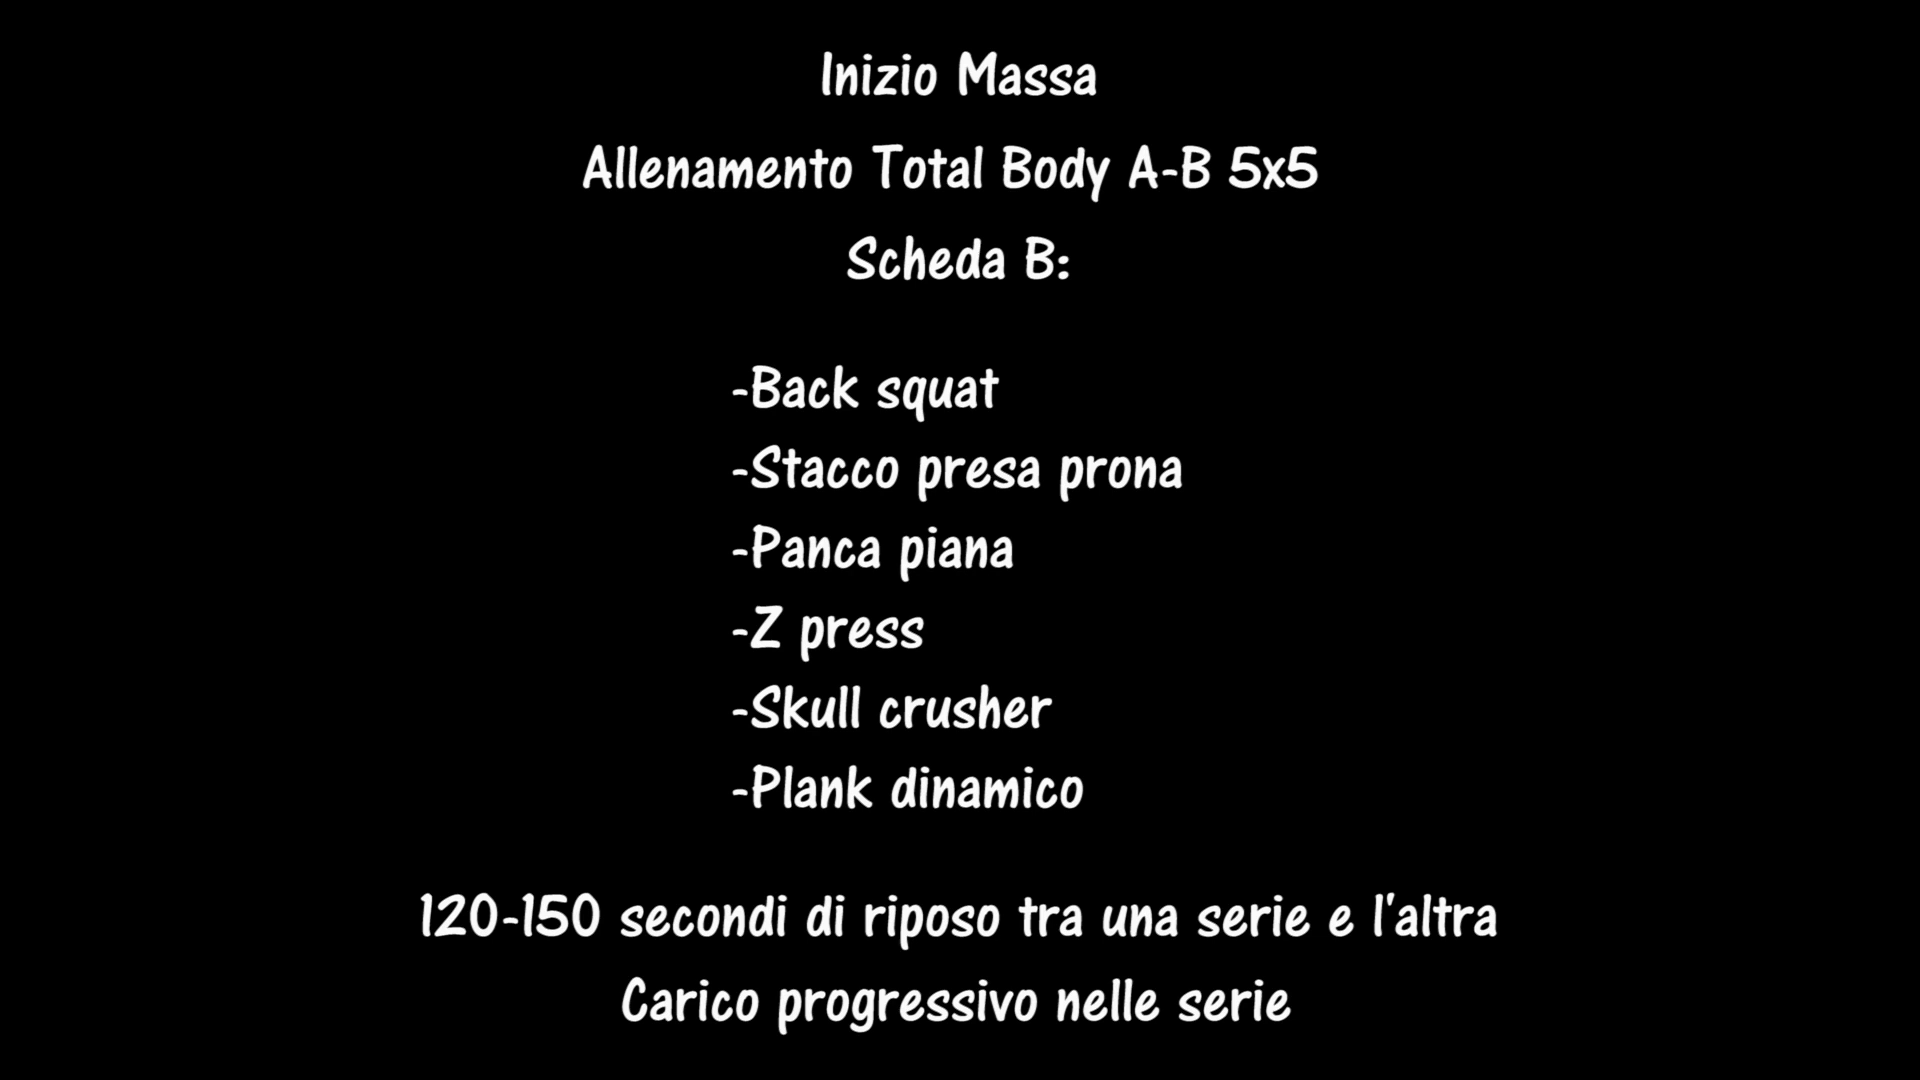 Inizio Massa
Allenamento Total Body A-B 5x5
Scheda B:
-Back squat
-Stacco presa prona
-Panca piana
-Z press
-Skull crusher
-Plank dinamico
120-150 secondi di riposo tra una serie e l'altra
Carico progressivo nelle serie